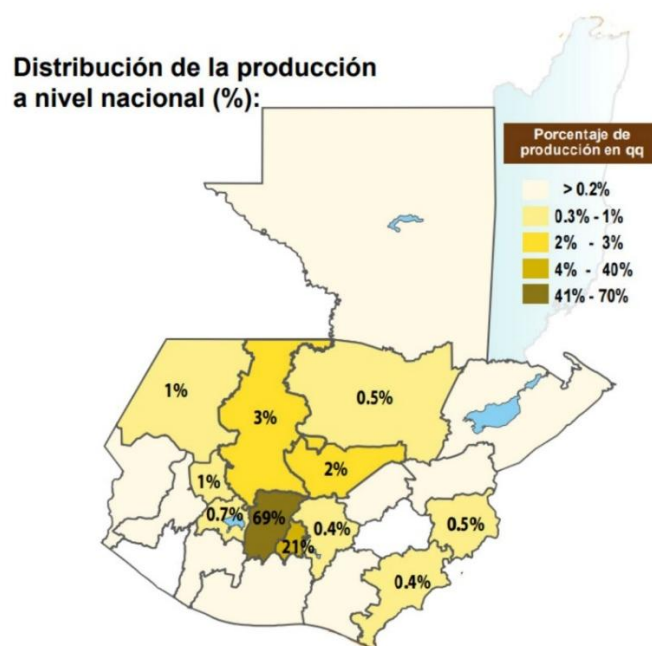 Distribución de la producción
a nivel nacional (%):
Porcentaje de
producción en qq
> 0.2%
0.3% - 1%
2% - 3%
4% - 40%
41% - 70%
1%
3%
0.5%
2%
1%
0.7%
69%
0.4%
0.5%
21%
0.4%